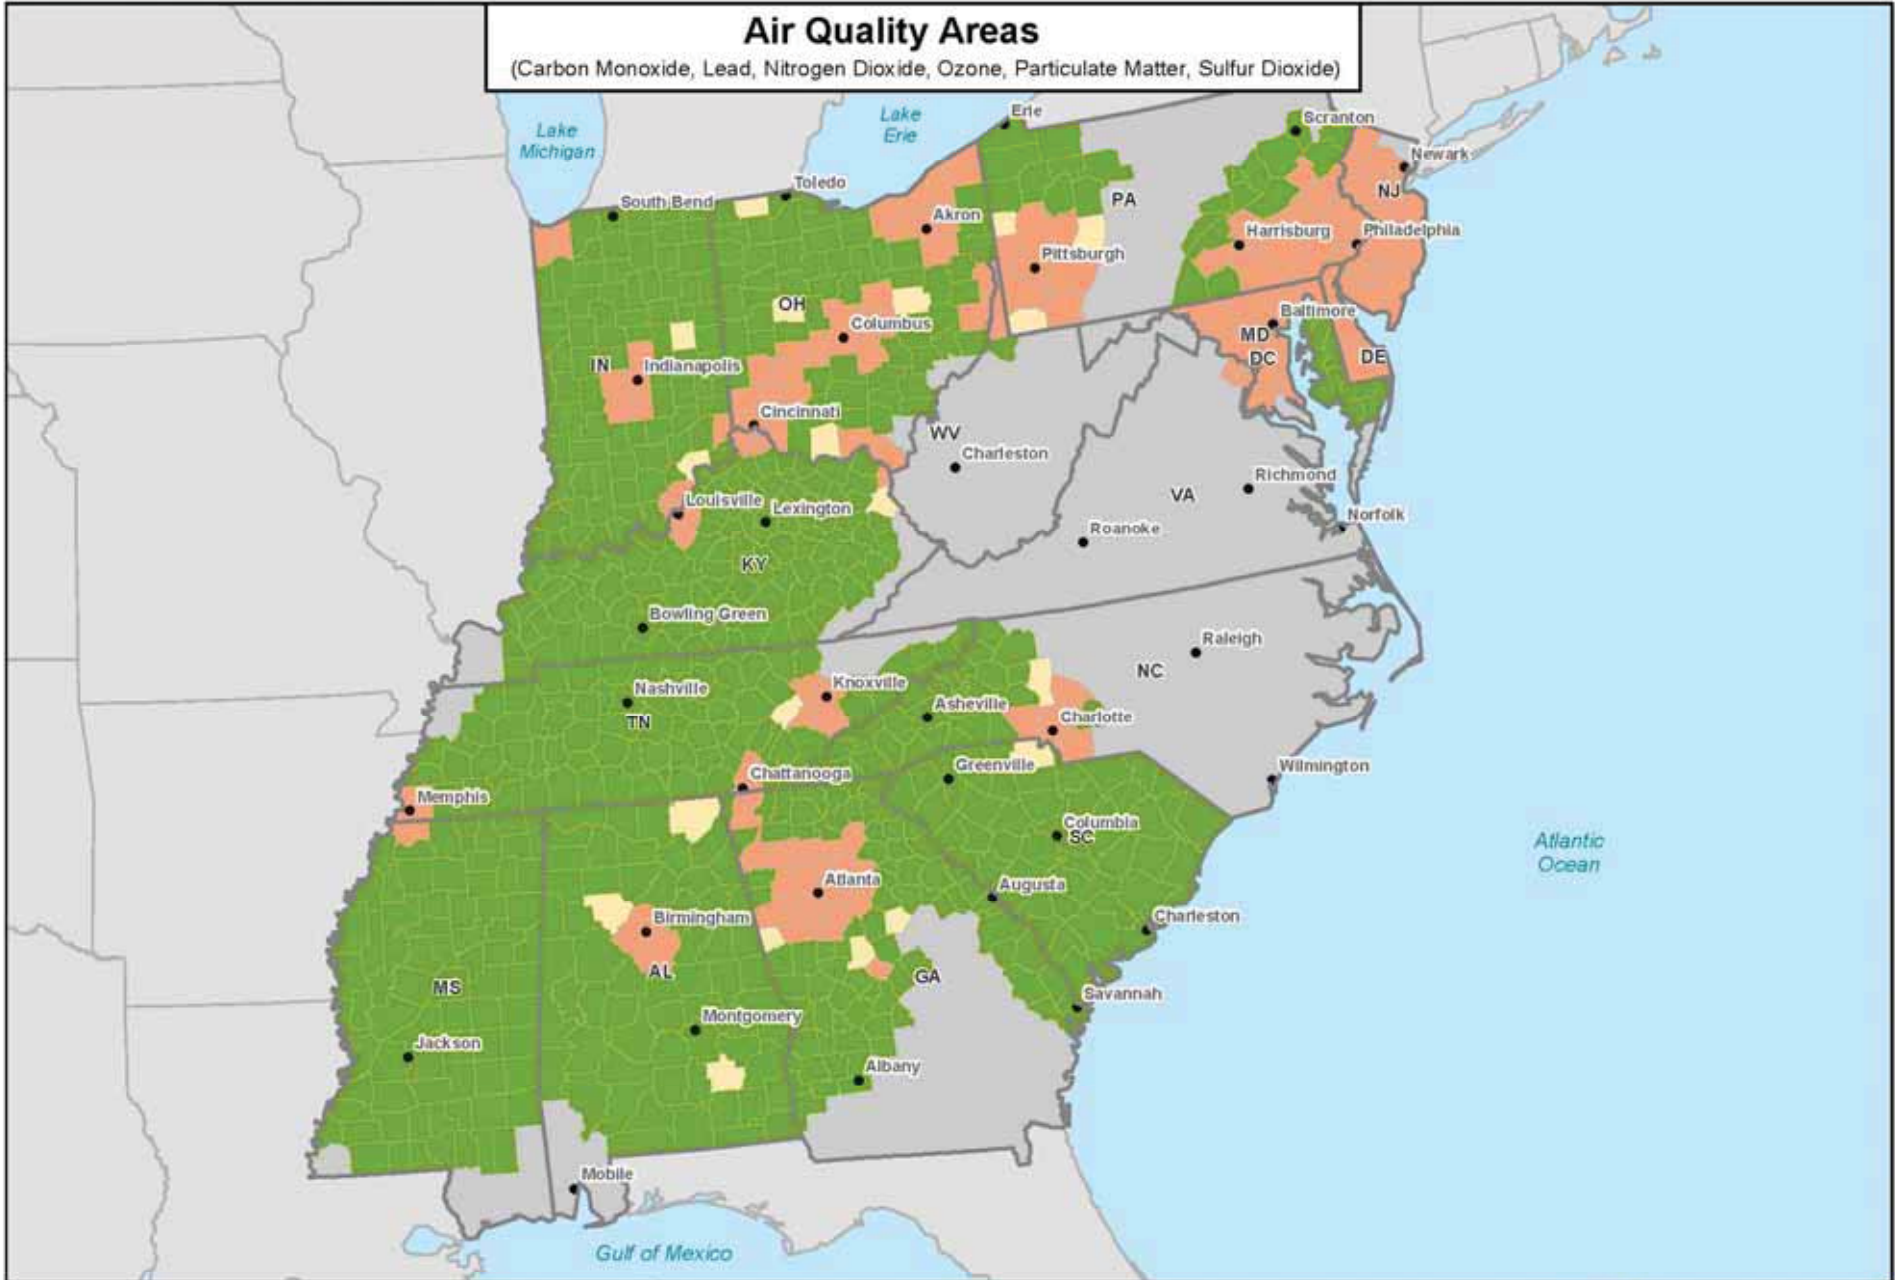 Air Quality Areas
(Carbon Monoxide, Lead, Nitrogen Dioxide, Ozone, Particulate Matter, Sulfur Dioxide)
Erie
Lake
Erie
Scranton
Lake
Michigan
Newark
Toledo
NJ
South Bend
PA
Akron
Harrisburg
Philadelphia
Pittsburgh
OH
Baltimore
Columbus
MD
DC
DE
IN
Indianapolis
Cincinnati
WV
Charleston
Richmond
VA
Louisville
Lexington
Norfolk
Roanoke
KY
Bowling Green
Raleigh
NC
Knoxville
Nashville
Asheville
TN
Charlotte
Greenville
Wilmington
Chattanooga
Memphis
Columbia
SC
Atlantic
Ocean
Atlanta
Augusta
Birmingham
Charleston
AL
GA
MS
Savannah
Montgomery
Jackson
Albany
Mobile
Gulf of Mexico